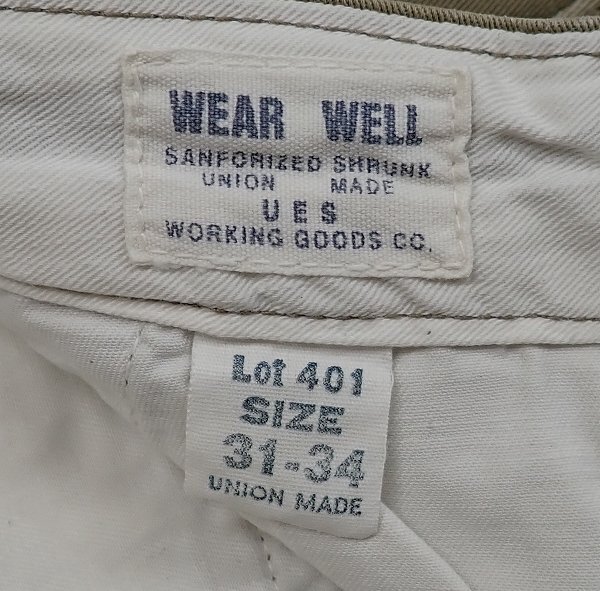 WEAR WELL
SANFORIZED SHRUNK
UNION MADE
UES
WORKING GOODS CO.
Lot 401
SIZE
31-34
UNION MADE